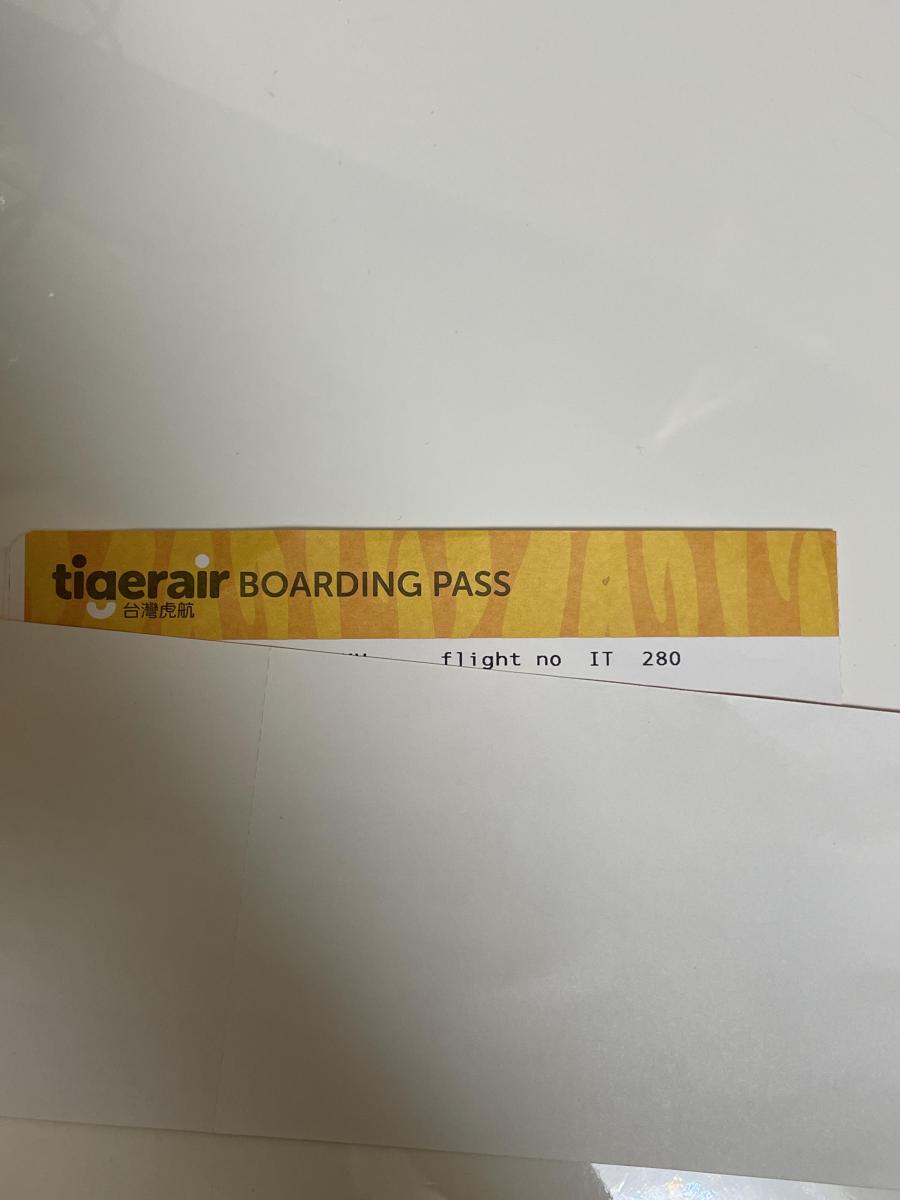 tigerair BOARDING PASS
台灣虎航
flight no IT 280